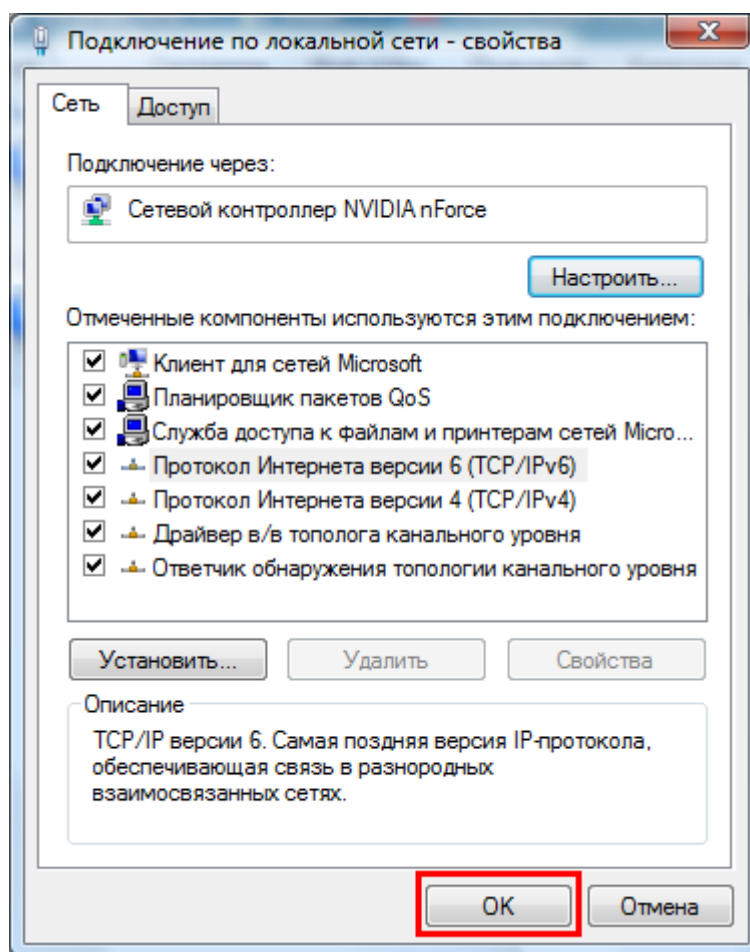 Подключение по локальной сети - свойства
Сеть
Доступ
Подключение через:
Сетевой контроллер NVIDIA nForce
Настроить...
Отмеченные компоненты используются этим подключением:
Клиент для сетей Microsoft
Планировщик пакетов QoS
Служба доступа к файлам и принтерам сетей Micro...
Протокол Интернета версии 6 (TCP/IPv6)
Протокол Интернета версии 4 (TCP/IPv4)
Драйвер в/в тополога канального уровня
Ответчик обнаружения топологии канального уровня
Установить...
Удалить
Свойства
Описание
TCP/IP версии 6. Самая поздняя версия IP-протокола,
обеспечивающая связь в разнородных
взаимосвязанных сетях.
OK
Отмена